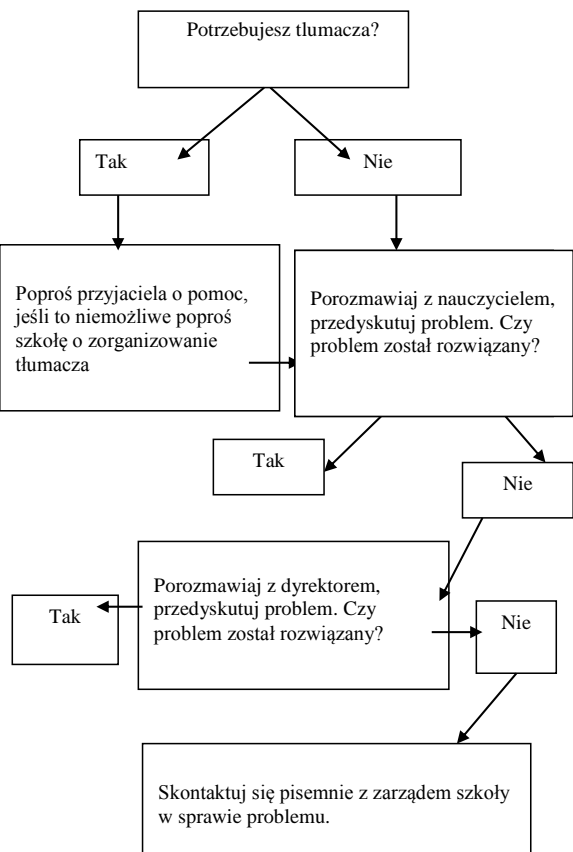 Potrzebujesz tlumacza?
Tak
Nie
Poproś przyjaciela o pomoc,
jeśli to niemożliwe poproś
szkołę o zorganizowanie
tłumacza
Porozmawiaj z nauczycielem,
przedyskutuj problem. Czy
problem został rozwiązany?
Tak
Nie
Porozmawiaj z dyrektorem,
przedyskutuj problem. Czy
problem został rozwiązany?
Tak
Nie
Skontaktuj się pisemnie z zarządem szkoły
w sprawie problemu.